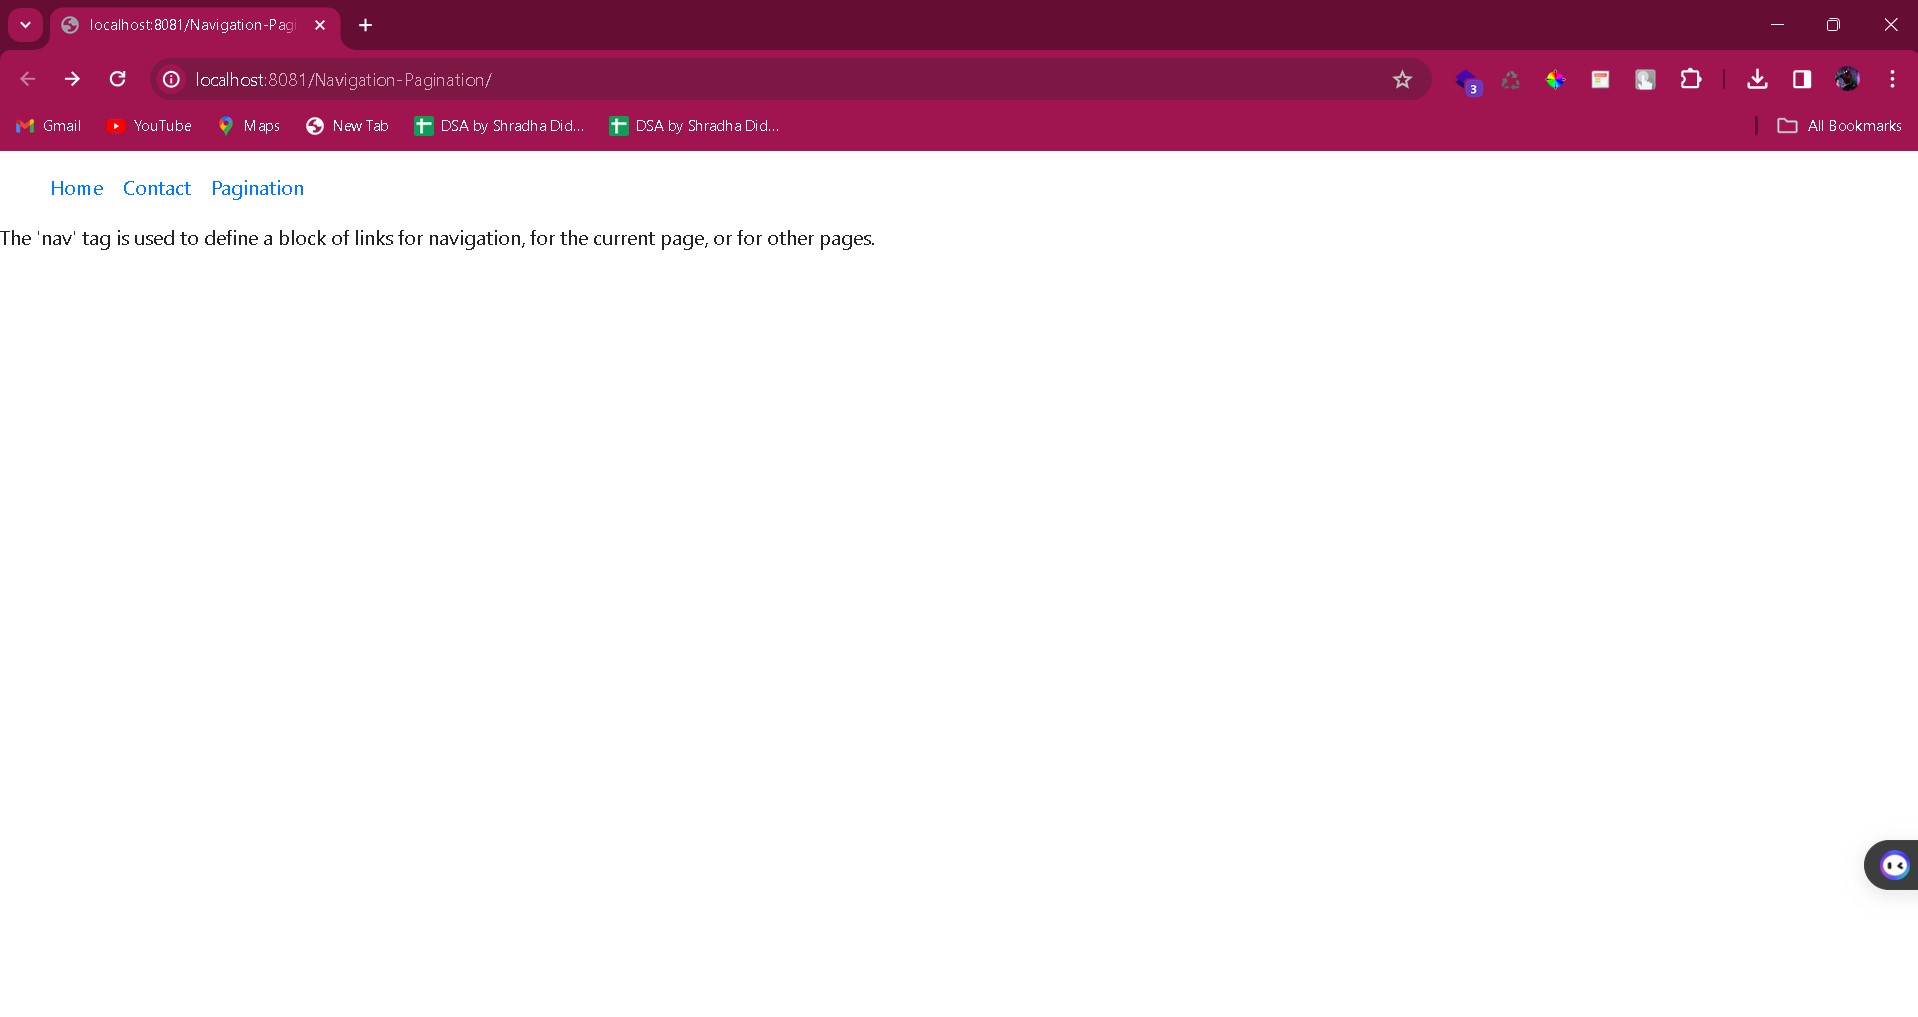 localhost:8081/Navigation-Pagi
localhost:8081/Navigation-Pagination/
3
Gmail YouTube Maps New Tab DSA by Shradha Did... DSA by Shradha Did... All Bookmarks
Home Contact Pagination
The 'nav' tag is used to define a block of links for navigation, for the current page, or for other pages.